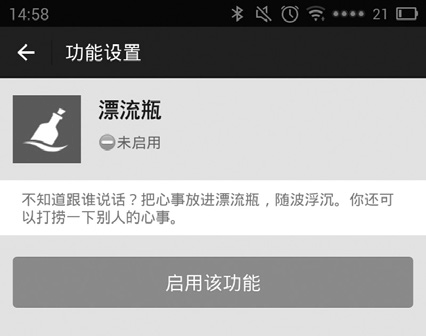 14:58
21
功能设置
漂流瓶
未启用
不知道跟谁说话？把心事放进漂流瓶，随波浮沉。你还可
以打捞一下别人的心事。
启用该功能